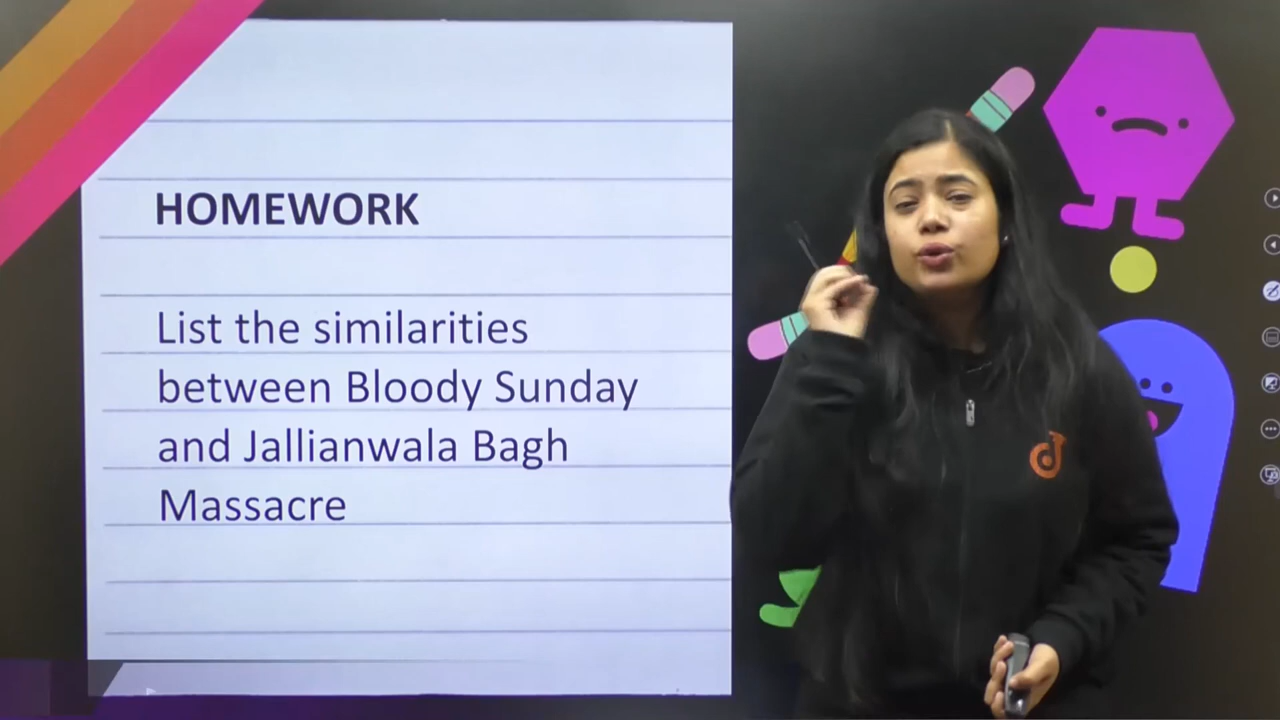 HOMEWORK
List the similarities
between Bloody Sunday
and Jallianwala Bagh
Massacre